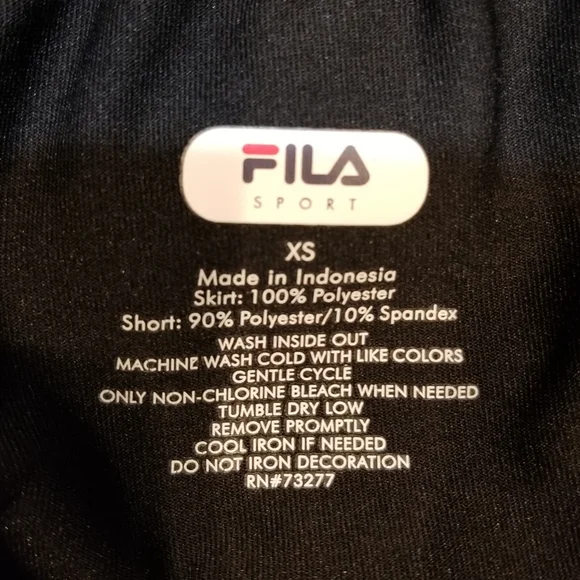 FILA
SPORT
XS
Made in Indonesia
Skirt: 100% Polyester
Short: 90% Polyester/10% Spandex
WASH INSIDE OUT
MACHINE WASH COLD WITH LIKE COLORS
GENTLE CYCLE
ONLY NON-CHLORINE BLEACH WHEN NEEDED
TUMBLE DRY LOW
REMOVE PROMPTLY
COOL IRON IF NEEDED
DO NOT IRON DECORATION
RN#73277